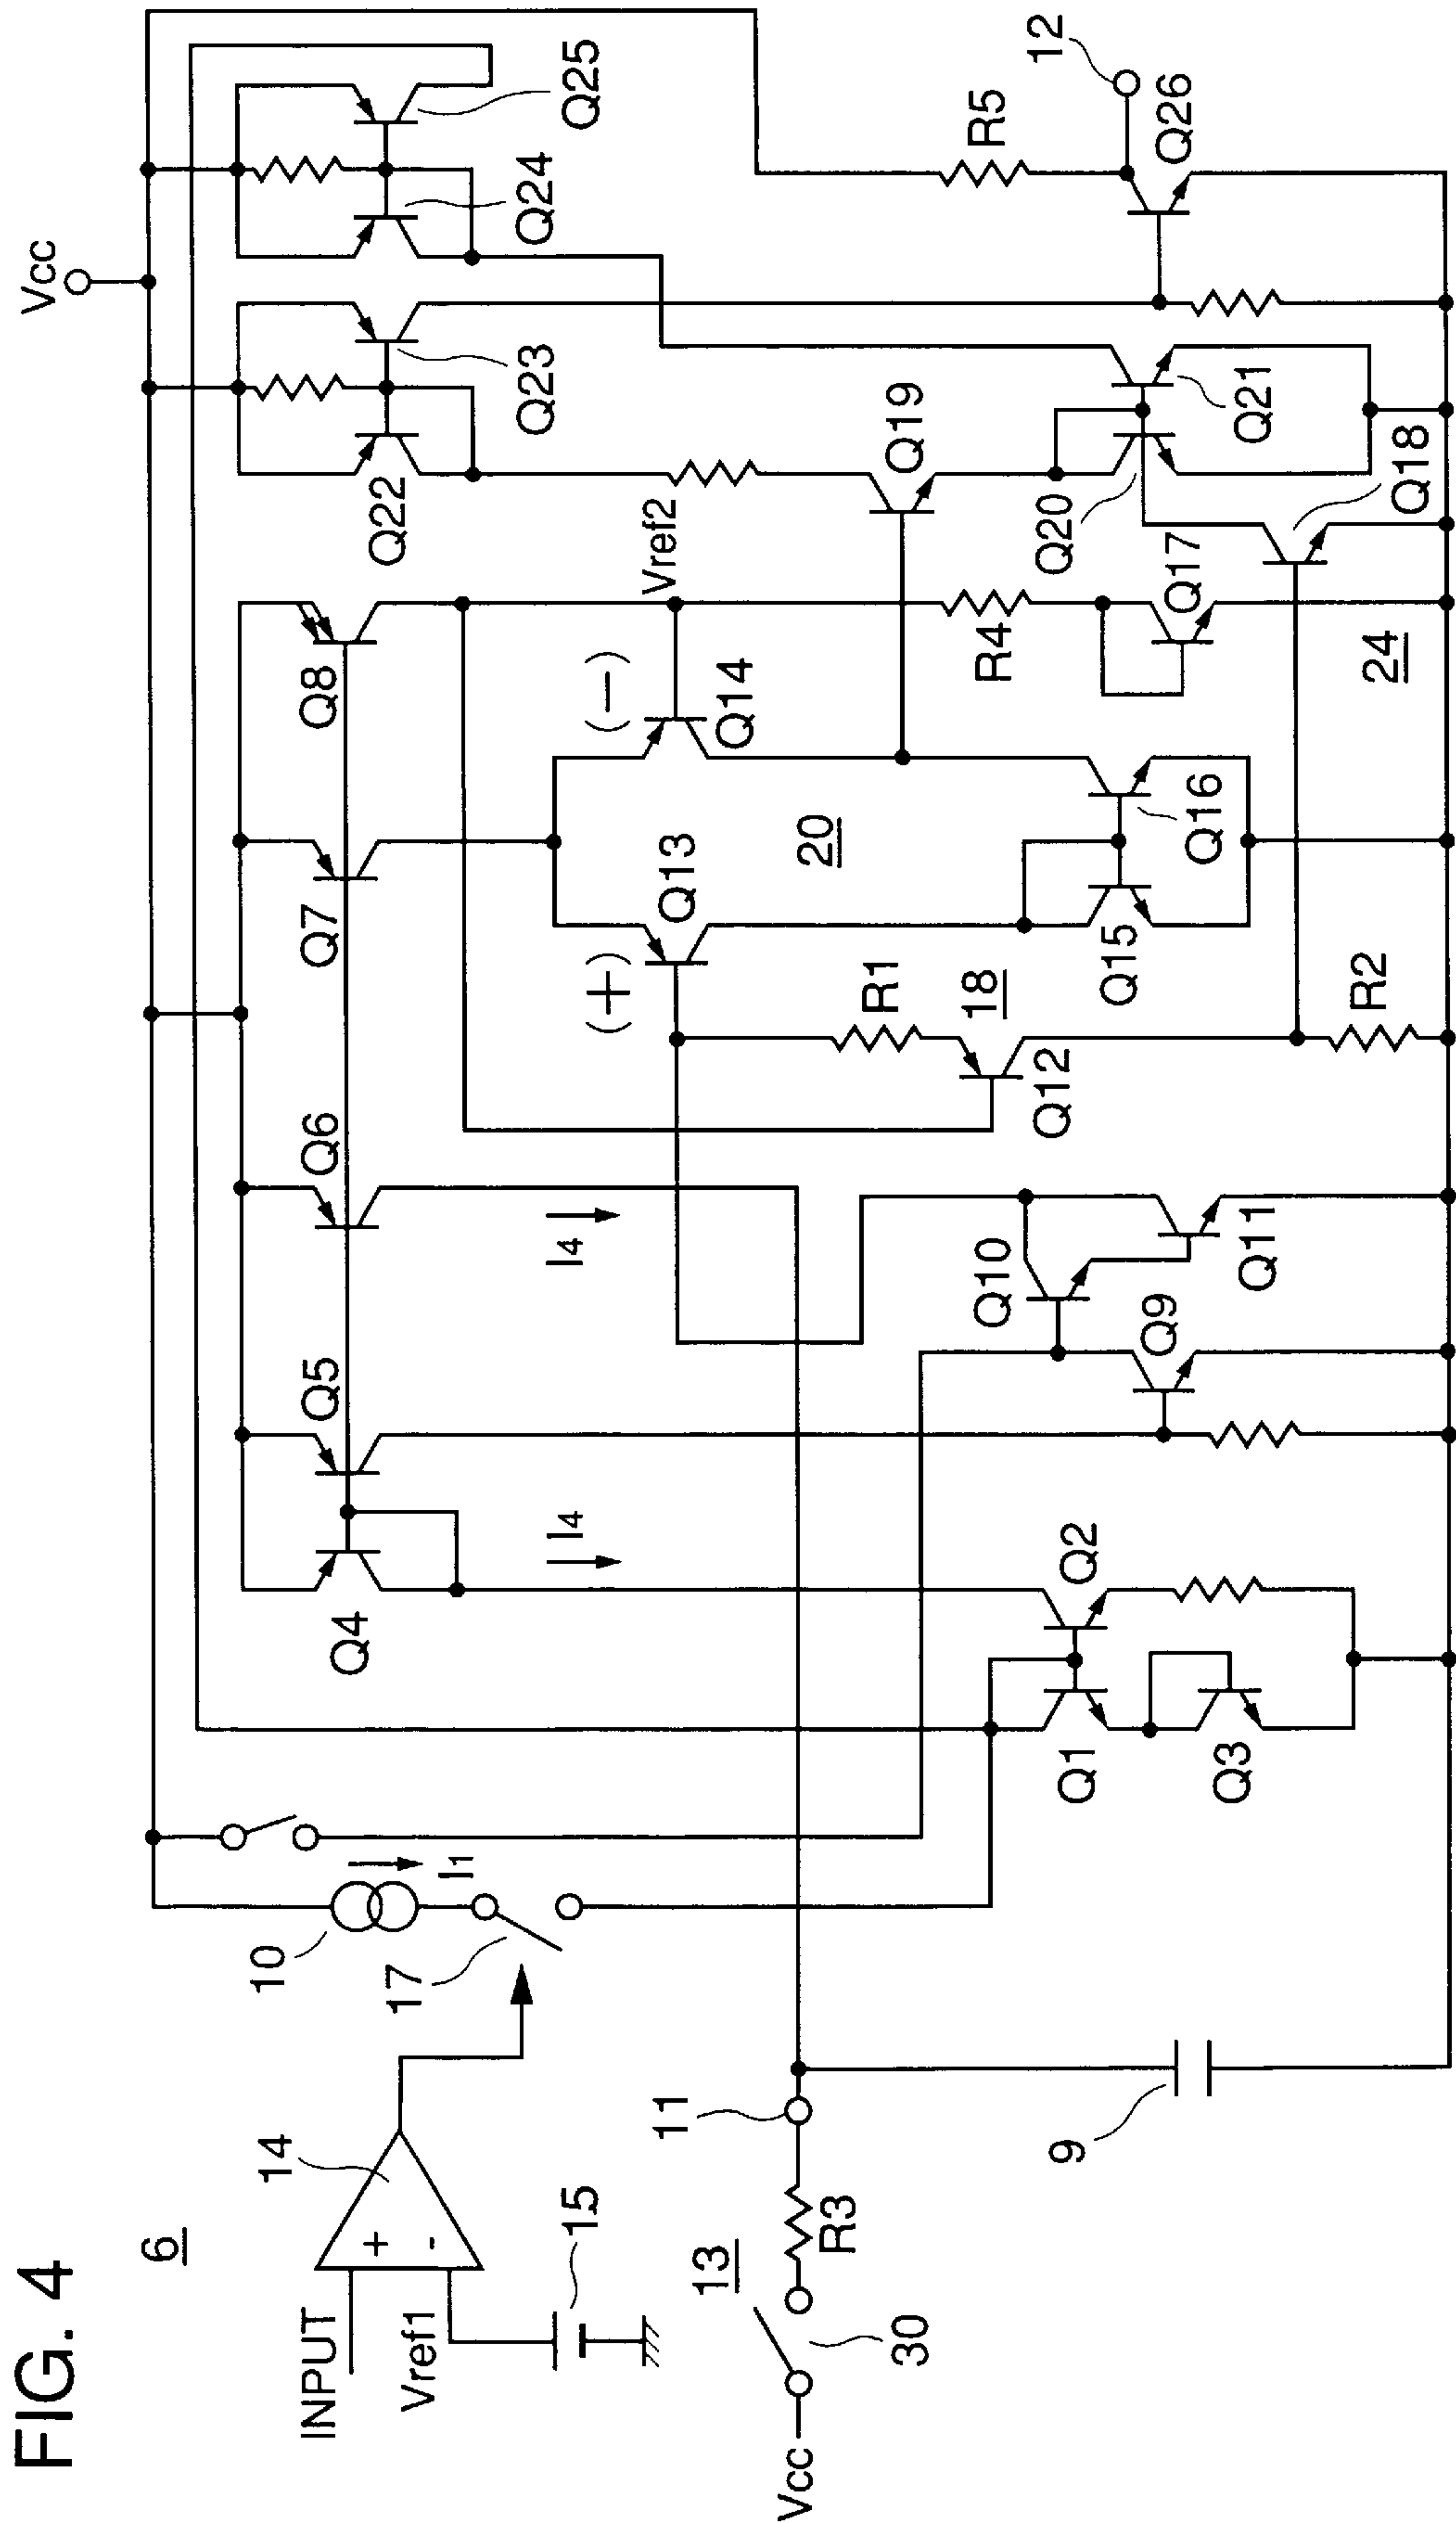 FIG. 4
6
INPUT
Vref1
15
14
+
-
10
17
I1
Vcc
30
13
R3
11
9
Q4
Q5
Q6
Q7
Q8
I4
I4
Q1
Q2
Q3
Q9
Q10
Q11
(+)
Q13
(−)
Q14
20
R1
18
Q12
R2
Q15
Q16
Vref2
R4
Q17
24
Q18
Q19
Q20
Q21
Q22
Q23
Q24
Q25
Vcc
R5
12
Q26